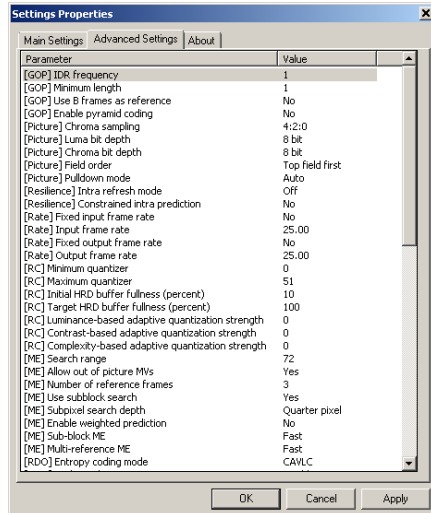 Settings Properties
Main Settings Advanced Settings About
Parameter Value
[GOP] IDR frequency 1
[GOP] Minimum length 1
[GOP] Use B frames as reference No
[GOP] Enable pyramid coding No
[Picture] Chroma sampling 4:2:0
[Picture] Luma bit depth 8 bit
[Picture] Chroma bit depth 8 bit
[Picture] Field order Top field first
[Picture] Pulldown mode Auto
[Resilience] Intra refresh mode Off
[Resilience] Constrained intra prediction No
[Rate] Fixed input frame rate No
[Rate] Input frame rate 25.00
[Rate] Fixed output frame rate No
[Rate] Output frame rate 25.00
[RC] Minimum quantizer 0
[RC] Maximum quantizer 51
[RC] Initial HRD buffer fullness (percent) 10
[RC] Target HRD buffer fullness (percent) 100
[RC] Luminance-based adaptive quantization strength 0
[RC] Contrast-based adaptive quantization strength 0
[RC] Complexity-based adaptive quantization strength 0
[ME] Search range 72
[ME] Allow out of picture MVs Yes
[ME] Number of reference frames 3
[ME] Use subblock search Yes
[ME] Subpixel search depth Quarter pixel
[ME] Enable weighted prediction No
[ME] Sub-block ME Fast
[ME] Multi-reference ME Fast
[RDO] Entropy coding mode CAVLC
OK Cancel Apply